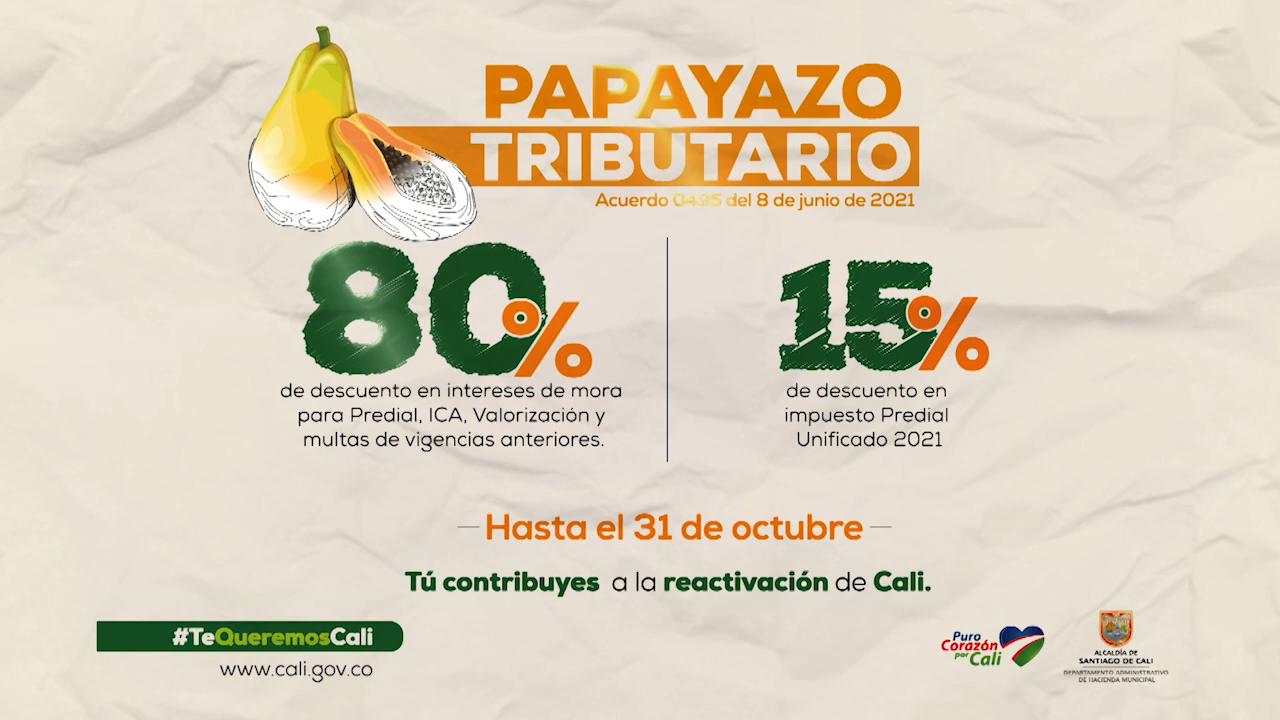 PAPAYAZO
TRIBUTARIO
Acuerdo 0495 del 8 de junio de 2021
80%
de descuento en intereses de mora
para Predial, ICA, Valorización y
multas de vigencias anteriores.
15%
de descuento en
impuesto Predial
Unificado 2021
Hasta el 31 de octubre
Tú contribuyes a la reactivación de Cali.
#TeQueremosCali
www.cali.gov.co
Puro
Corazón
por Cali
ALCALDÍA DE
SANTIAGO DE CALI
DEPARTAMENTO ADMINISTRATIVO
DE HACIENDA MUNICIPAL